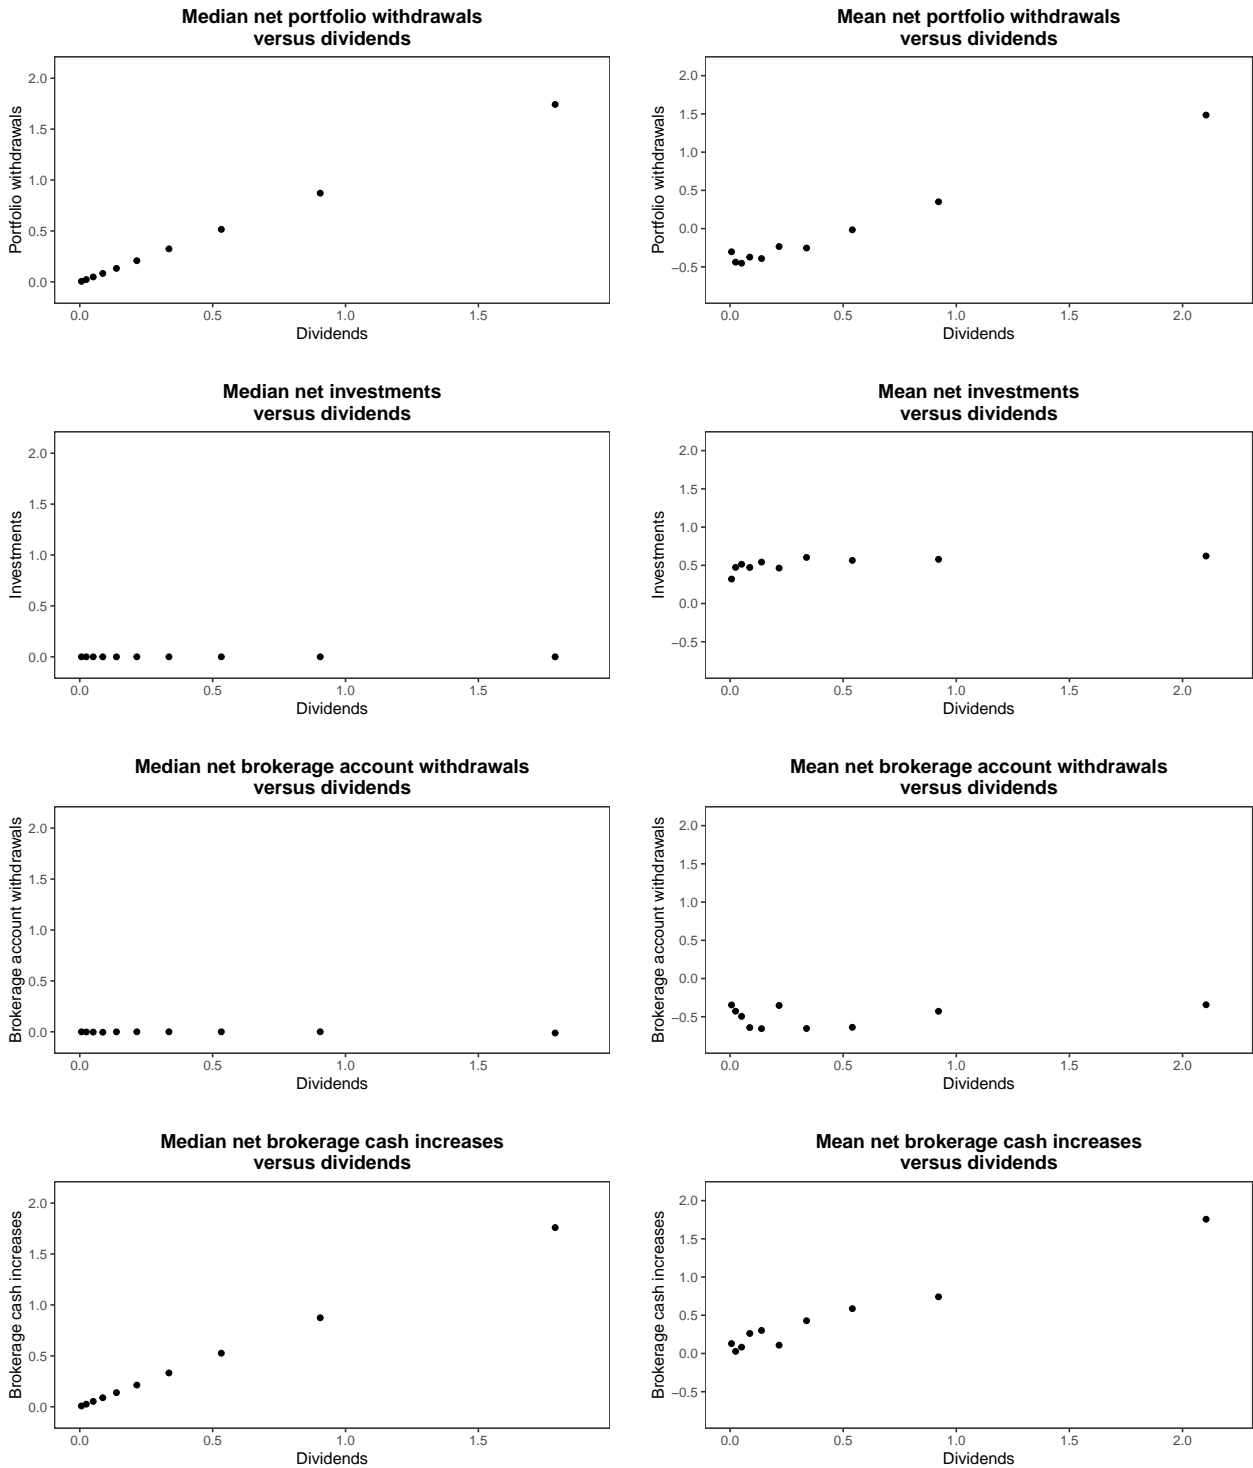 Median net portfolio withdrawals
versus dividends
Portfolio withdrawals
2.0
1.5
1.0
0.5
0.0
0.0 0.5 1.0 1.5
Dividends
Mean net portfolio withdrawals
versus dividends
Portfolio withdrawals
2.0
1.5
1.0
0.5
0.0
−0.5
0.0 0.5 1.0 1.5 2.0
Dividends
Median net investments
versus dividends
Investments
2.0
1.5
1.0
0.5
0.0
0.0 0.5 1.0 1.5
Dividends
Mean net investments
versus dividends
Investments
2.0
1.5
1.0
0.5
0.0
−0.5
0.0 0.5 1.0 1.5 2.0
Dividends
Median net brokerage account withdrawals
versus dividends
Brokerage account withdrawals
2.0
1.5
1.0
0.5
0.0
0.0 0.5 1.0 1.5
Dividends
Mean net brokerage account withdrawals
versus dividends
Brokerage account withdrawals
2.0
1.5
1.0
0.5
0.0
−0.5
0.0 0.5 1.0 1.5 2.0
Dividends
Median net brokerage cash increases
versus dividends
Brokerage cash increases
2.0
1.5
1.0
0.5
0.0
0.0 0.5 1.0 1.5
Dividends
Mean net brokerage cash increases
versus dividends
Brokerage cash increases
2.0
1.5
1.0
0.5
0.0
−0.5
0.0 0.5 1.0 1.5 2.0
Dividends